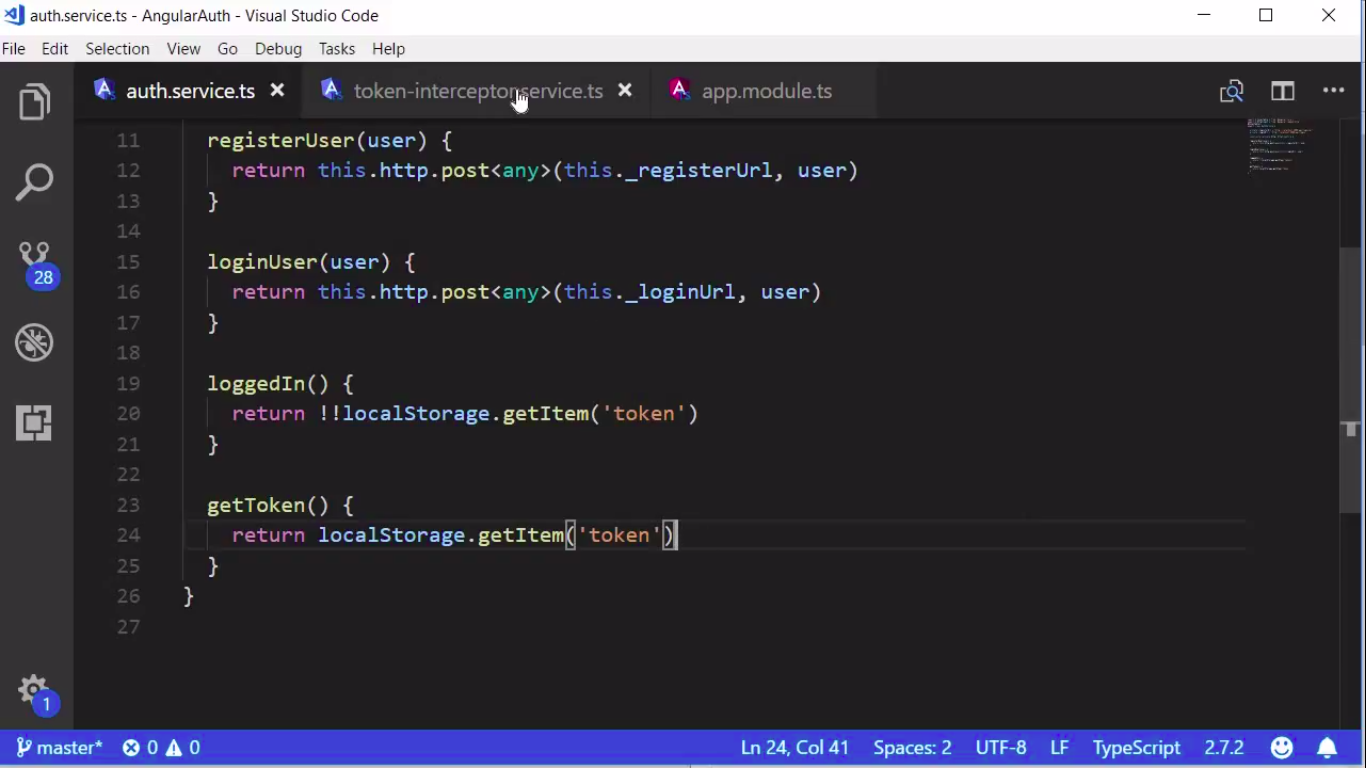 auth.service.ts - AngularAuth - Visual Studio Code
File Edit Selection View Go Debug Tasks Help
auth.service.ts token-interceptor.service.ts app.module.ts
11 registerUser(user) {
12 return this.http.post<any>(this._registerUrl, user)
13 }
14
15 loginUser(user) {
16 return this.http.post<any>(this._loginUrl, user)
17 }
18
19 loggedIn() {
20 return !!localStorage.getItem('token')
21 }
22
23 getToken() {
24 return localStorage.getItem('token')
25 }
26 }
27
28
1
master* 0 0 Ln 24, Col 41 Spaces: 2 UTF-8 LF TypeScript 2.7.2